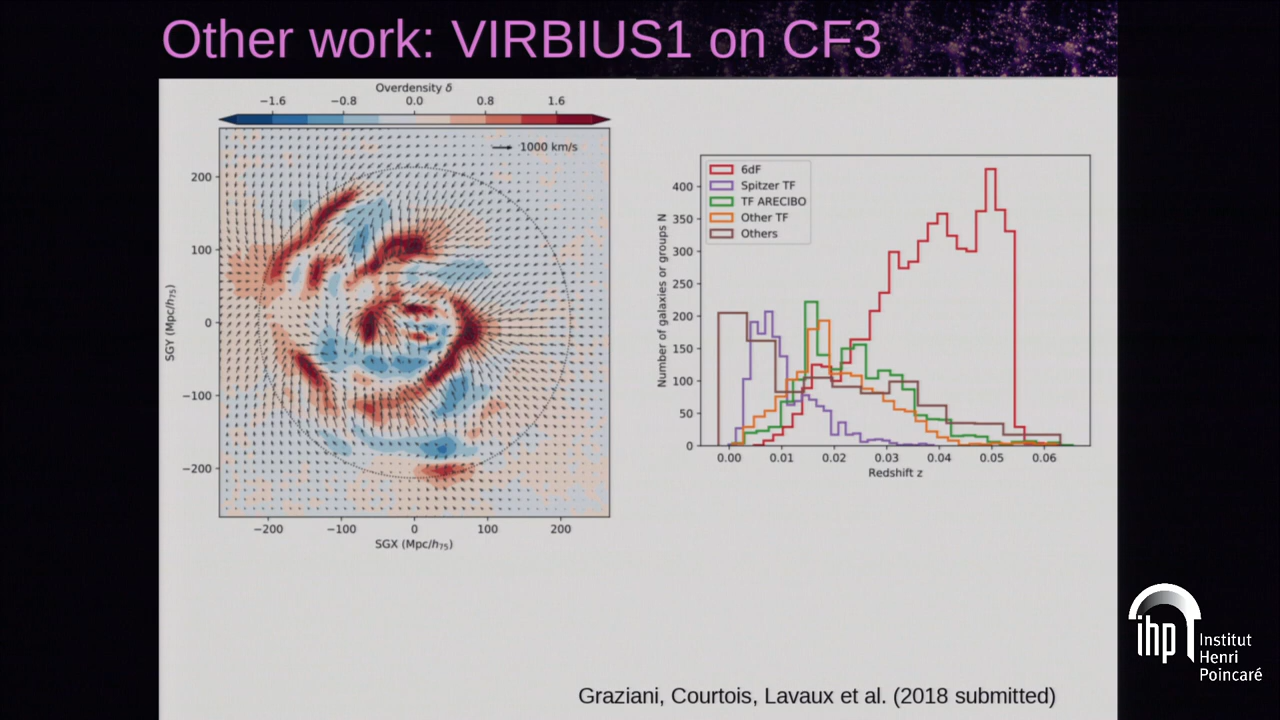 Other work: VIRBIUS1 on CF3
Overdensity δ
−1.6 −0.8 0.0 0.8 1.6
1000 km/s
200
100
0
−100
−200
SGY (Mpc/h75)
−200 −100 0 100 200
SGX (Mpc/h75)
6dF
Spitzer TF
TF ARECIBO
Other TF
Others
400
350
300
250
200
150
100
50
0
Number of galaxies or groups N
0.00 0.01 0.02 0.03 0.04 0.05 0.06
Redshift z
Graziani, Courtois, Lavaux et al. (2018 submitted)
ihp
Institut
Henri
Poincaré